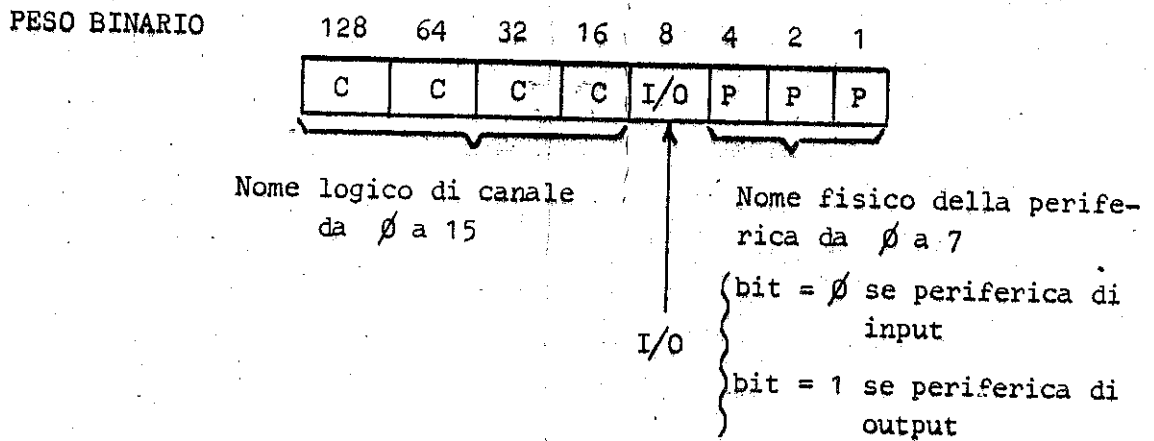 PESO BINARIO 128 64 32 16 8 4 2 1
C C C C I/O P P P
Nome logico di canale
da Ø a 15
Nome fisico della perife-
rica da Ø a 7
I/O
bit = Ø se periferica di
input
bit = 1 se periferica di
output